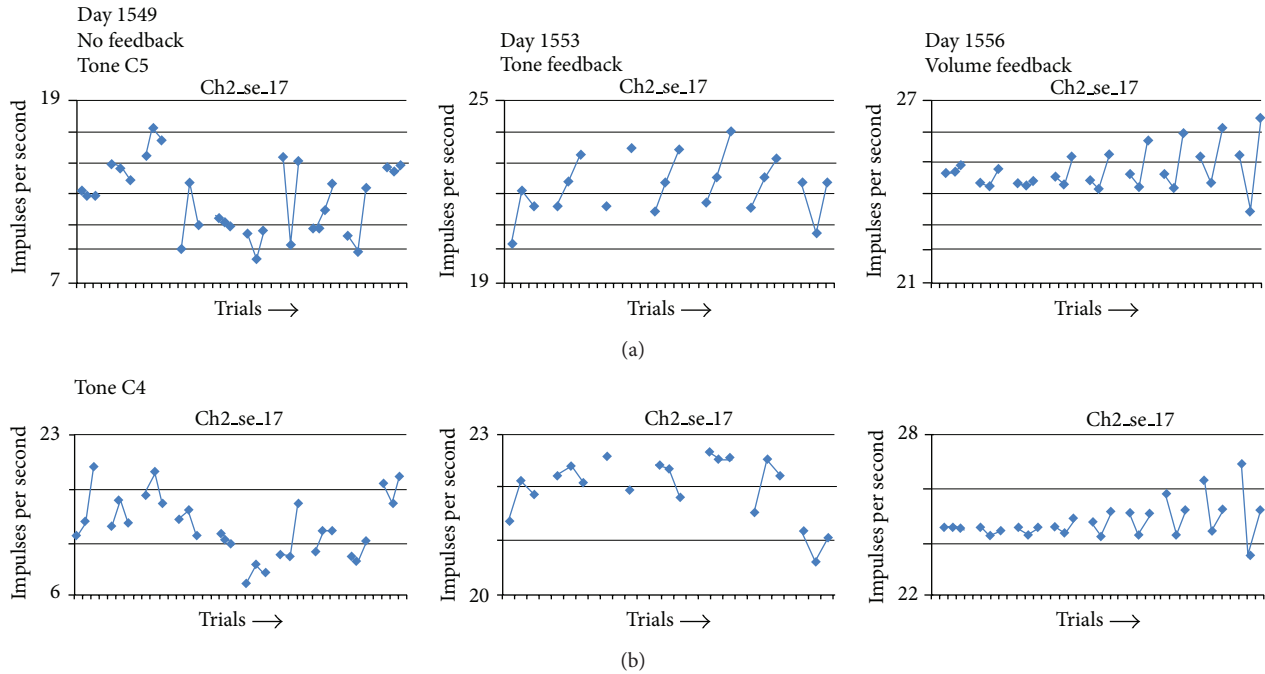 Day 1549
No feedback
Tone C5
Ch2_se_17
19
Impulses per second
7
Trials →
Day 1553
Tone feedback
Ch2_se_17
25
Impulses per second
19
Trials →
Day 1556
Volume feedback
Ch2_se_17
27
Impulses per second
21
Trials →
(a)
Tone C4
Ch2_se_17
23
Impulses per second
6
Trials →
Ch2_se_17
23
Impulses per second
20
Trials →
Ch2_se_17
28
Impulses per second
22
Trials →
(b)